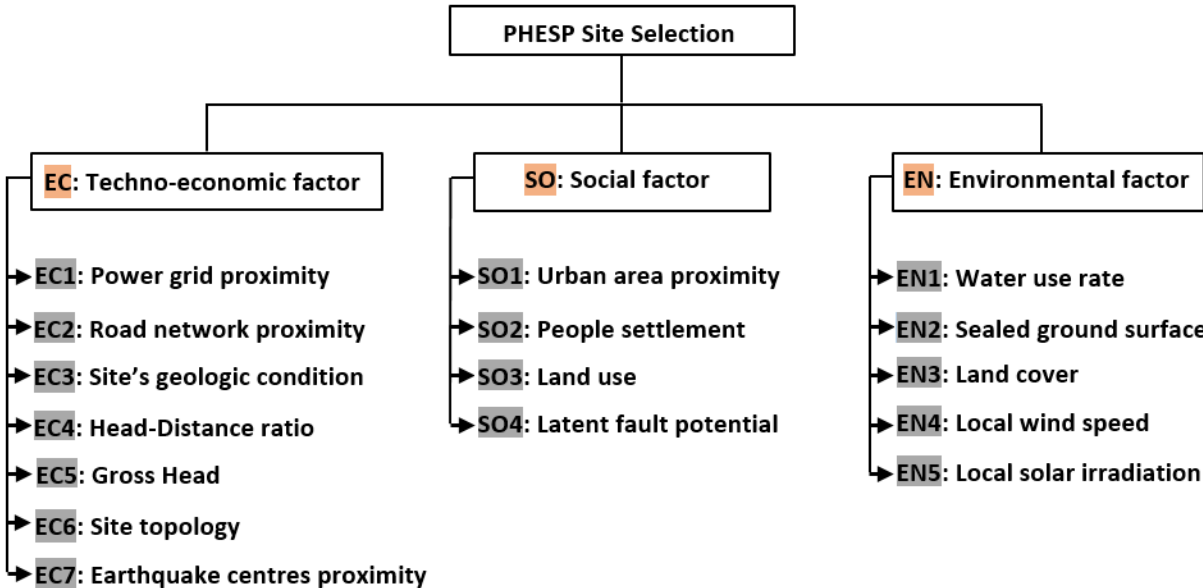 PHESP Site Selection
EC: Techno-economic factor
EC1: Power grid proximity
EC2: Road network proximity
EC3: Site’s geologic condition
EC4: Head-Distance ratio
EC5: Gross Head
EC6: Site topology
EC7: Earthquake centres proximity
SO: Social factor
SO1: Urban area proximity
SO2: People settlement
SO3: Land use
SO4: Latent fault potential
EN: Environmental factor
EN1: Water use rate
EN2: Sealed ground surface
EN3: Land cover
EN4: Local wind speed
EN5: Local solar irradiation